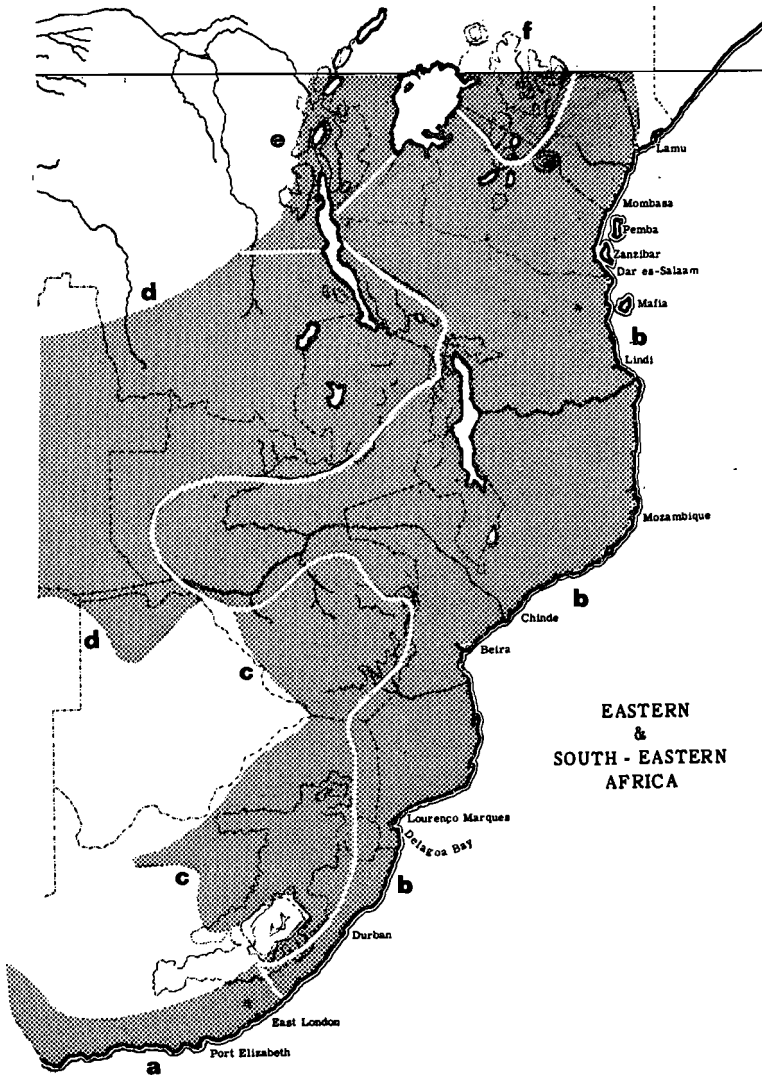 f
e
Lamu
Mombasa
Pemba
Zanzibar
Dar es-Salaam
d
Mafia
b
Lindi
Mozambique
b
Chinde
d
Beira
c
EASTERN
&
SOUTH - EASTERN
AFRICA
Lourenço Marques
Delagoa Bay
c
b
Durban
East London
Port Elizabeth
a